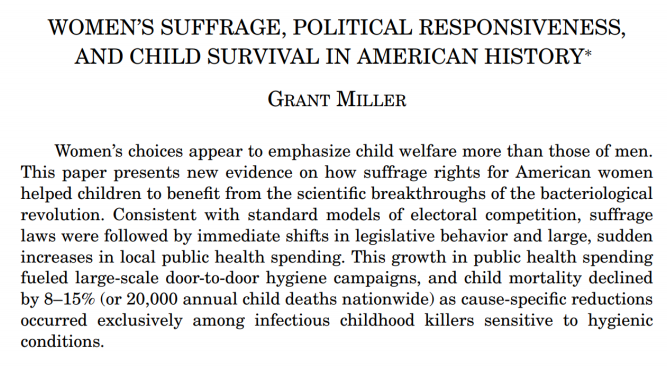 WOMEN'S SUFFRAGE, POLITICAL RESPONSIVENESS,
AND CHILD SURVIVAL IN AMERICAN HISTORY*
GRANT MILLER
Women's choices appear to emphasize child welfare more than those of men.
This paper presents new evidence on how suffrage rights for American women
helped children to benefit from the scientific breakthroughs of the bacteriological
revolution. Consistent with standard models of electoral competition, suffrage
laws were followed by immediate shifts in legislative behavior and large, sudden
increases in local public health spending. This growth in public health spending
fueled large-scale door-to-door hygiene campaigns, and child mortality declined
by 8–15% (or 20,000 annual child deaths nationwide) as cause-specific reductions
occurred exclusively among infectious childhood killers sensitive to hygienic
conditions.